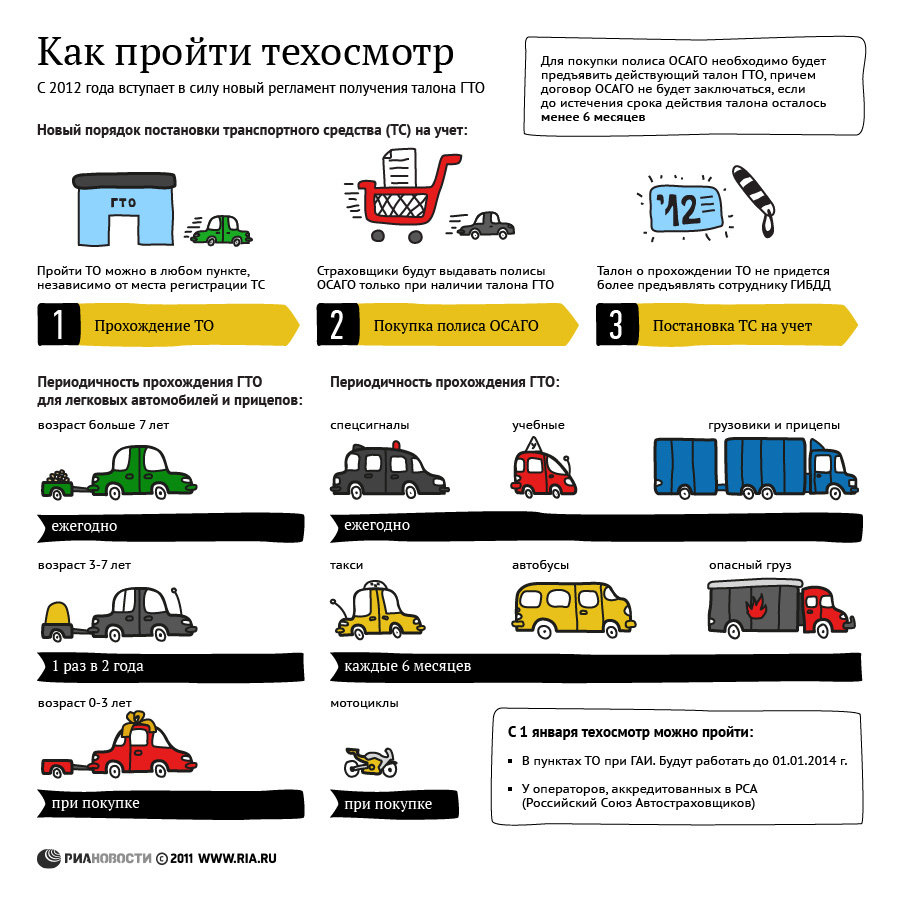 Как пройти техосмотр
С 2012 года вступает в силу новый регламент получения талона ГТО
Для покупки полиса ОСАГО необходимо будет
предъявить действующий талон ГТО, причем
договор ОСАГО не будет заключаться, если
до истечения срока действия талона осталось
менее 6 месяцев
Новый порядок постановки транспортного средства (ТС) на учет:
ГТО
'12
Пройти ТО можно в любом пункте,
независимо от места регистрации ТС
1 Прохождение ТО
Страховщики будут выдавать полисы
ОСАГО только при наличии талона ГТО
2 Покупка полиса ОСАГО
Талон о прохождении ТО не придется
более предъявлять сотруднику ГИБДД
3 Постановка ТС на учет
Периодичность прохождения ГТО
для легковых автомобилей и прицепов:
возраст больше 7 лет
ежегодно
возраст 3-7 лет
1 раз в 2 года
возраст 0-3 лет
при покупке
Периодичность прохождения ГТО:
спецсигналы
учебные
У
грузовики и прицепы
ежегодно
такси
автобусы
опасный груз
каждые 6 месяцев
мотоциклы
при покупке
С 1 января техосмотр можно пройти:
▪ В пунктах ТО при ГАИ. Будут работать до 01.01.2014 г.
▪ У операторов, аккредитованных в РСА
(Российский Союз Автостраховщиков)
РИАНОВОСТИ © 2011 WWW.RIA.RU